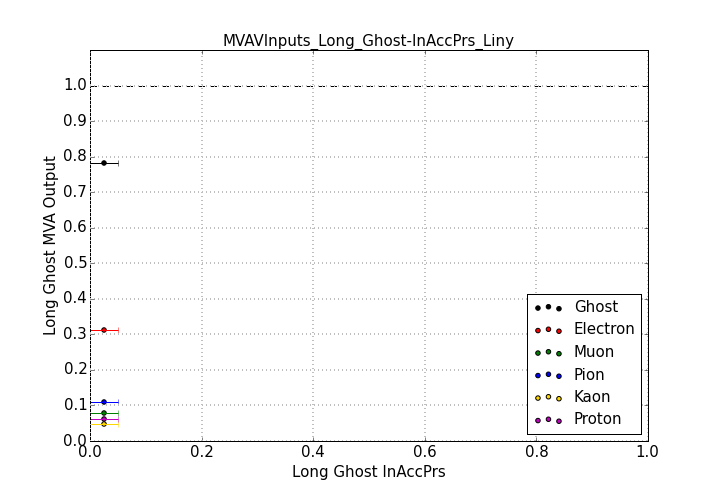 MVAVInputs_Long_Ghost-InAccPrs_Liny
Long Ghost MVA Output
1.0
0.9
0.8
0.7
0.6
0.5
0.4
0.3
0.2
0.1
0.0
Ghost
Electron
Muon
Pion
Kaon
Proton
0.0 0.2 0.4 0.6 0.8 1.0
Long Ghost InAccPrs